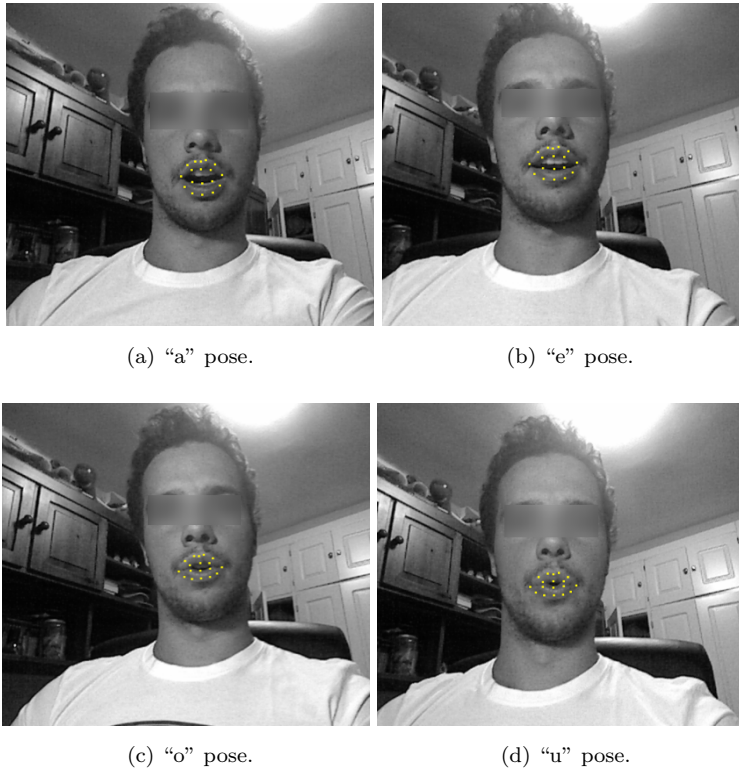 (a) “a” pose.
(b) “e” pose.
(c) “o” pose.
(d) “u” pose.